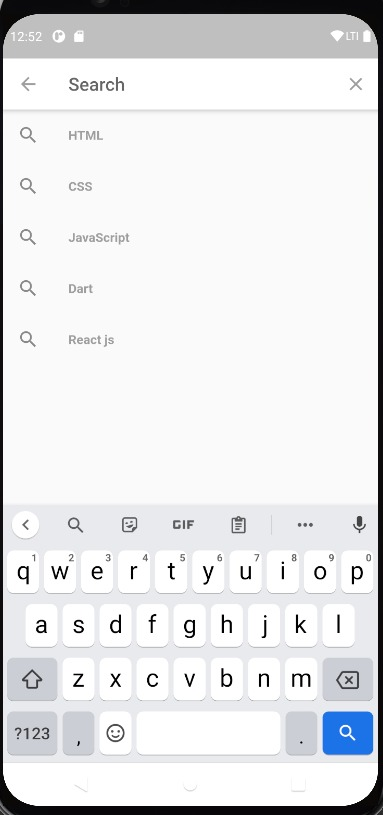 12:52 LTE
Search
HTML
CSS
JavaScript
Dart
React js
GIF
1 2 3 4 5 6 7 8 9 0
q w e r t y u i o p
a s d f g h j k l
z x c v b n m
?123 , .